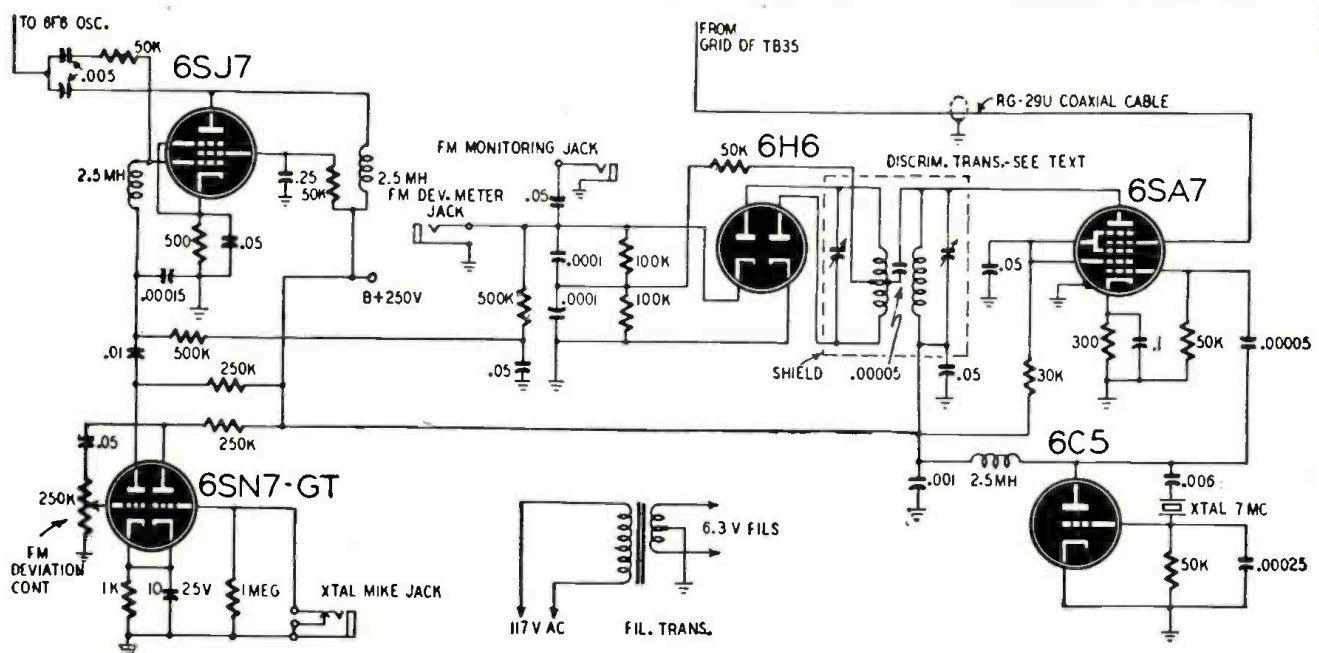 TO 6F6 OSC.
50K
.005
6SJ7
2.5 MH
.25
50K
2.5 MH
500
.05
.00015
B+250V
FROM
GRID OF TB35
RG-29U COAXIAL CABLE
FM MONITORING JACK
.05
FM DEV. METER
JACK
50K
6H6
DISCRIM. TRANS.-SEE TEXT
6SA7
.0001
100K
.0001
100K
500K
.05
.05
SHIELD
.00005
.05
300
.1
50K
.00005
30K
.01
500K
250K
250K
.05
6SN7-GT
250K
FM
DEVIATION
CONT
1K
10
25V
1 MEG
XTAL MIKE JACK
6.3 V FILS
117 V AC
FIL. TRANS.
6C5
.001
2.5MH
.006
XTAL 7 MC
50K
.00025